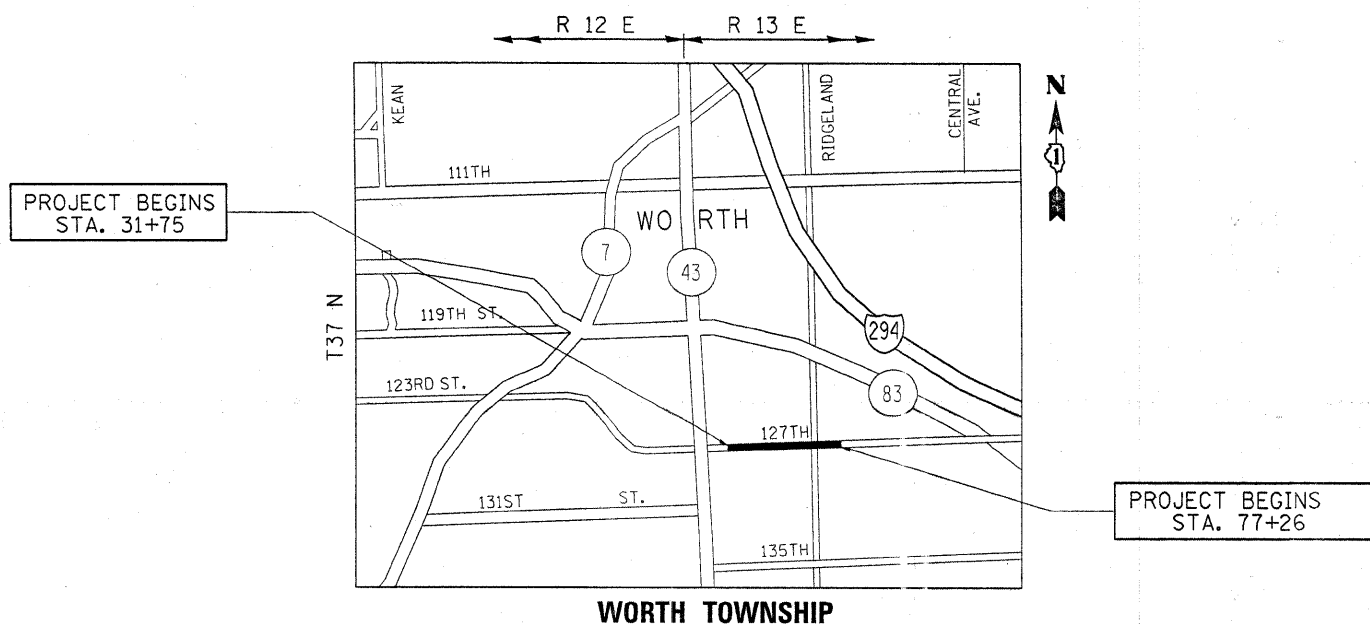 R 12 E
R 13 E
N
1
KEAN
RIDGELAND
CENTRAL
AVE.
111TH
PROJECT BEGINS
STA. 31+75
WORTH
7
43
T37 N
119TH ST.
294
123RD ST.
83
127TH
131ST ST.
PROJECT BEGINS
STA. 77+26
135TH
WORTH TOWNSHIP